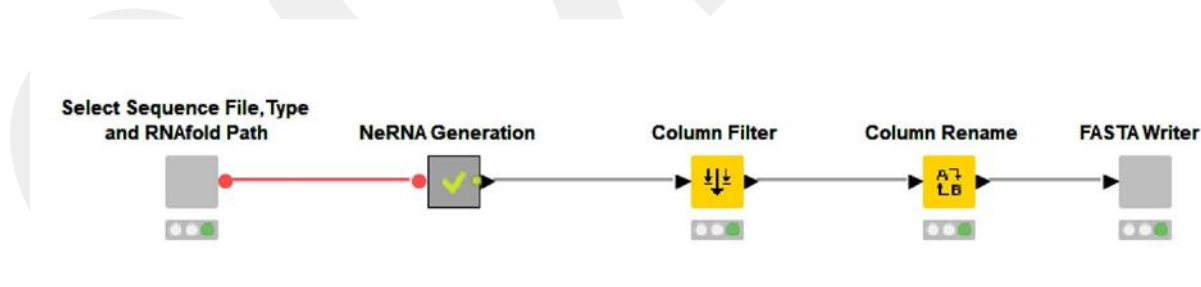 Select Sequence File, Type
and RNAfold Path
NeRNA Generation
Column Filter
Column Rename
FASTA Writer
A
B